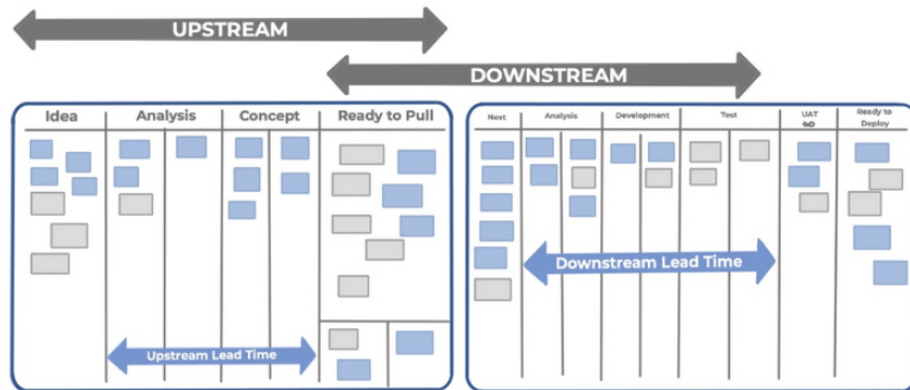 UPSTREAM
DOWNSTREAM
Idea
Analysis
Concept
Ready to Pull
Upstream Lead Time
Next
Analysis
Development
Test
UAT
Ready to
Deploy
Downstream Lead Time